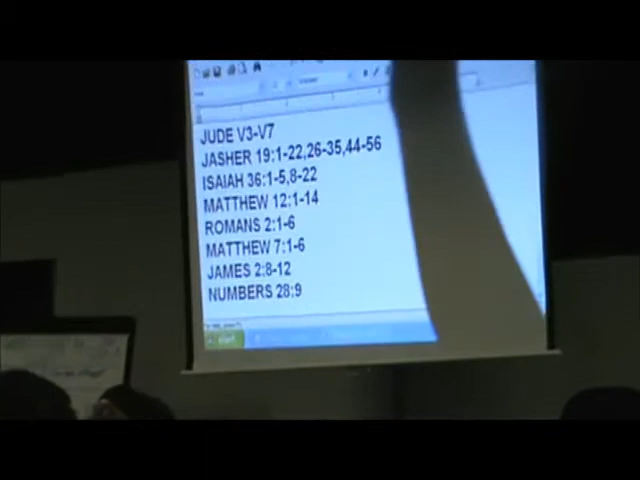 JUDE V3-V7
JASHER 19:1-22,26-35,44-56
ISAIAH 36:1-5,8-22
MATTHEW 12:1-14
ROMANS 2:1-6
MATTHEW 7:1-6
JAMES 2:8-12
NUMBERS 28:9
start